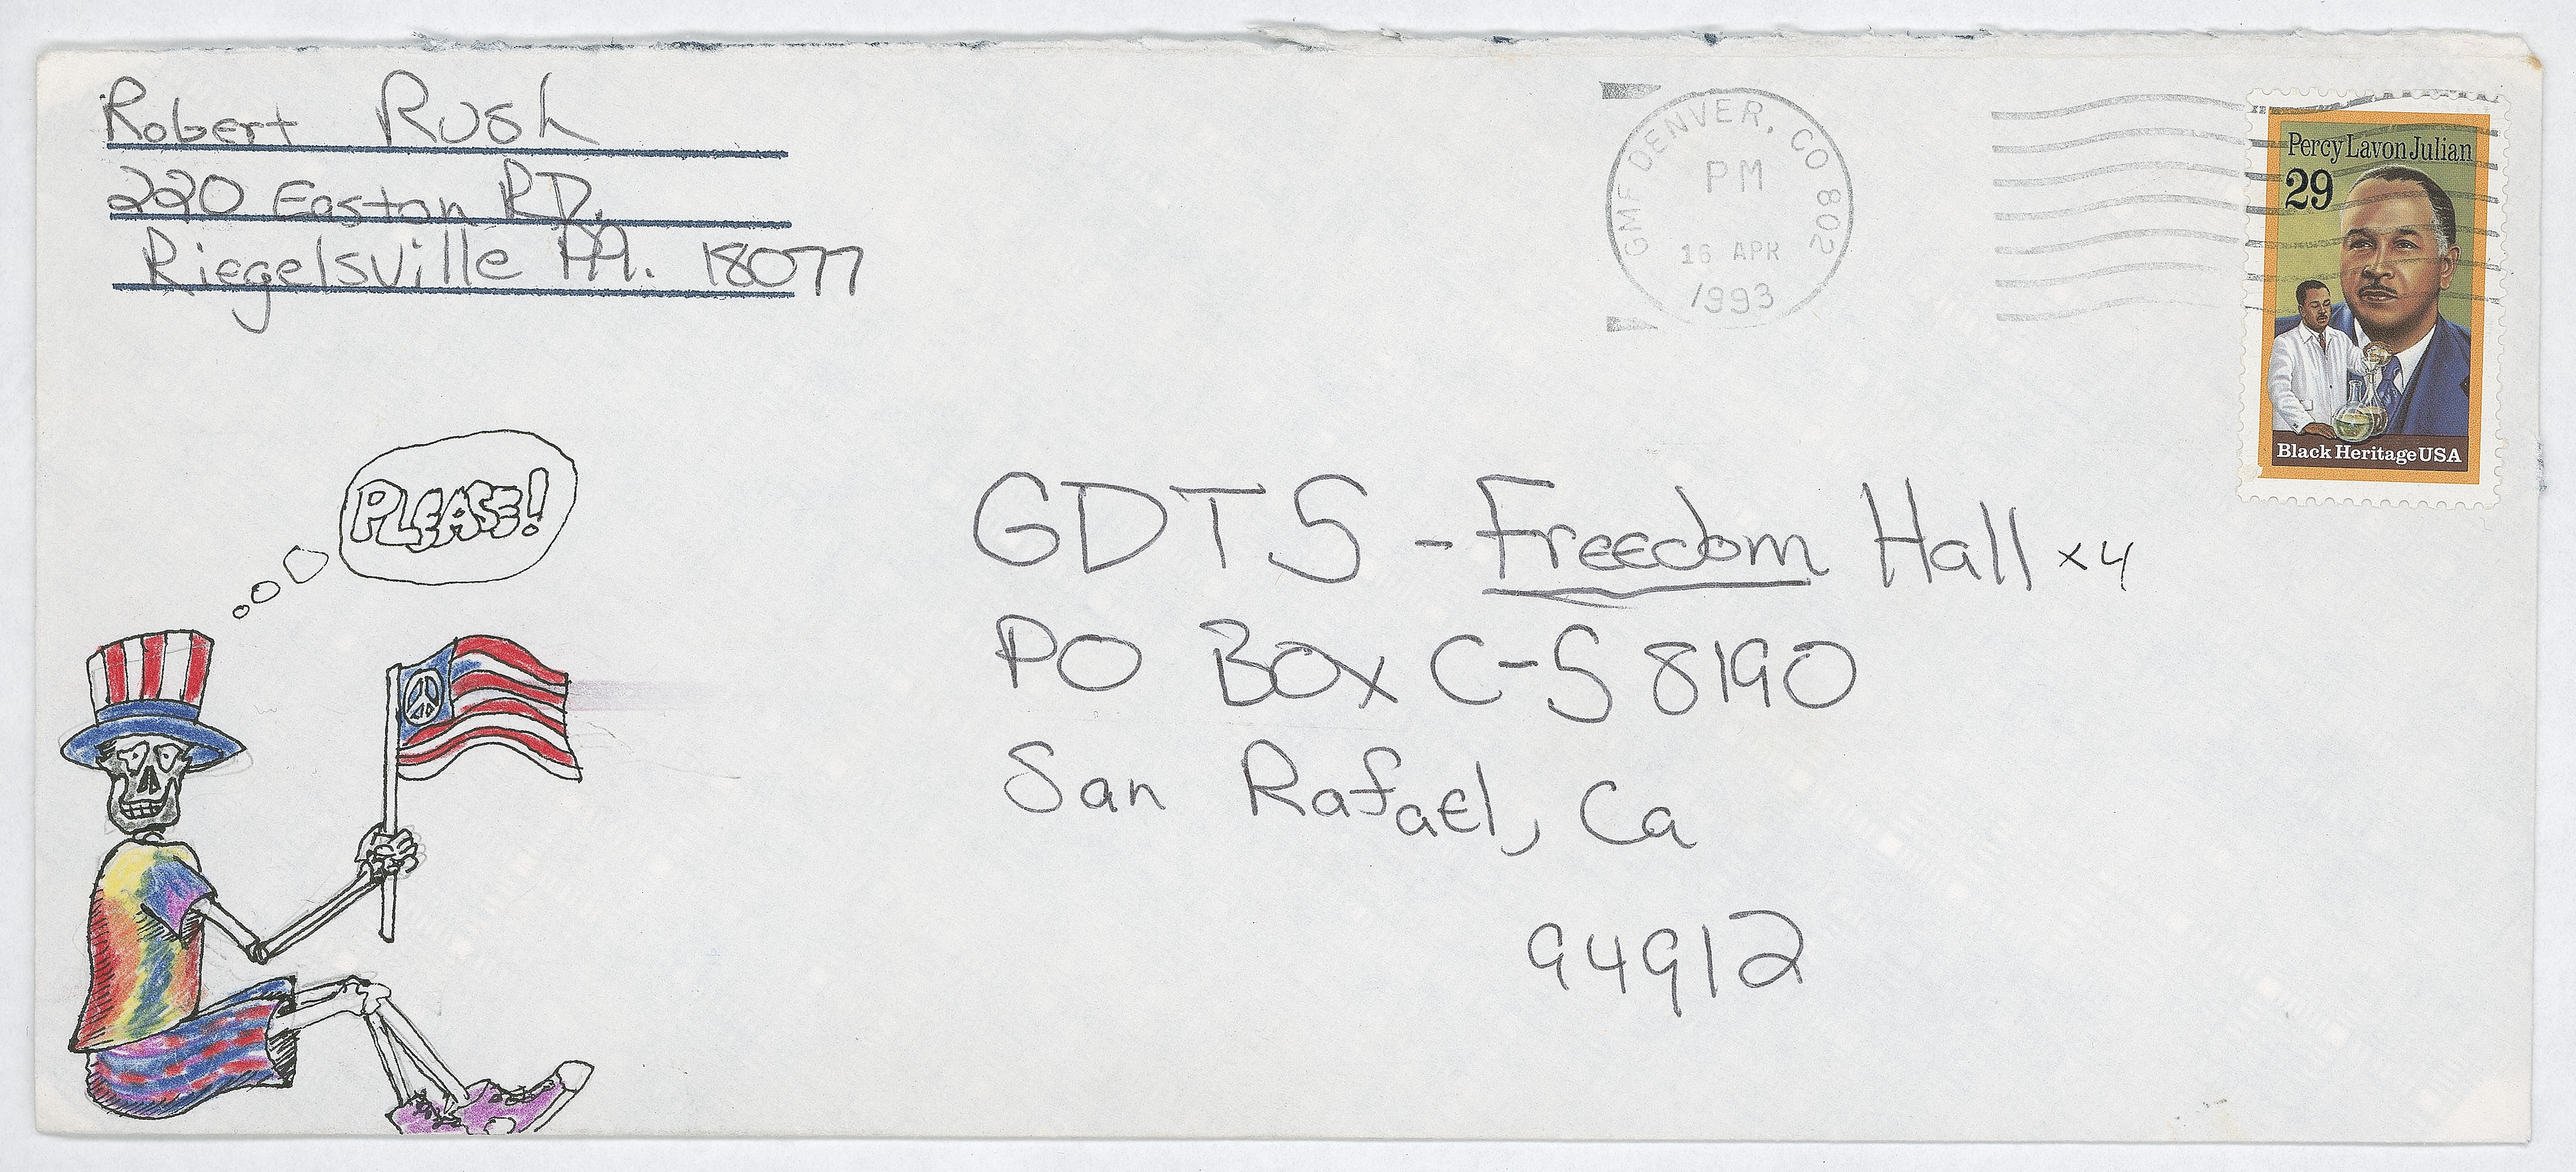 Robert Rush
220 Easton RD.
Riegelsville PA. 18077
GMF DENVER, CO 802
PM
16 APR
1993
Percy Lavon Julian
29
Black Heritage USA
PLEASE!
GDTS - Freedom Hall x4
PO Box C-S 8190
San Rafael, Ca
94912